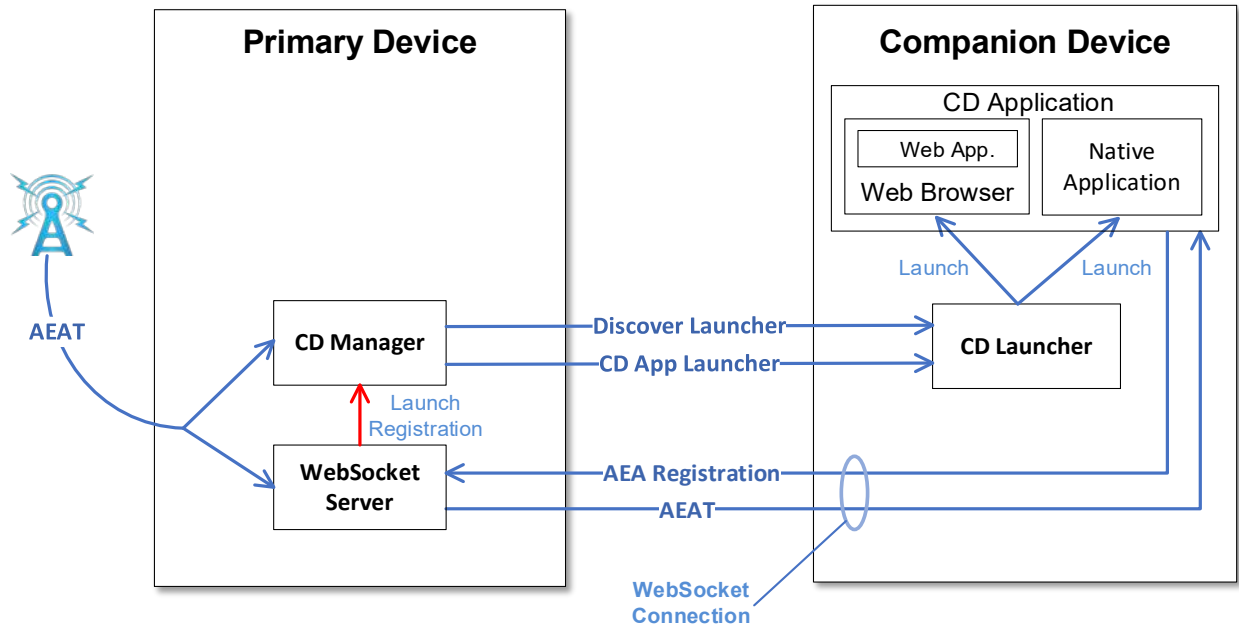 Primary Device
Companion Device
CD Application
Web App.
Web Browser
Native
Application
Launch
Launch
AEAT
CD Manager
Discover Launcher
CD App Launcher
CD Launcher
Launch
Registration
WebSocket
Server
AEA Registration
AEAT
WebSocket
Connection